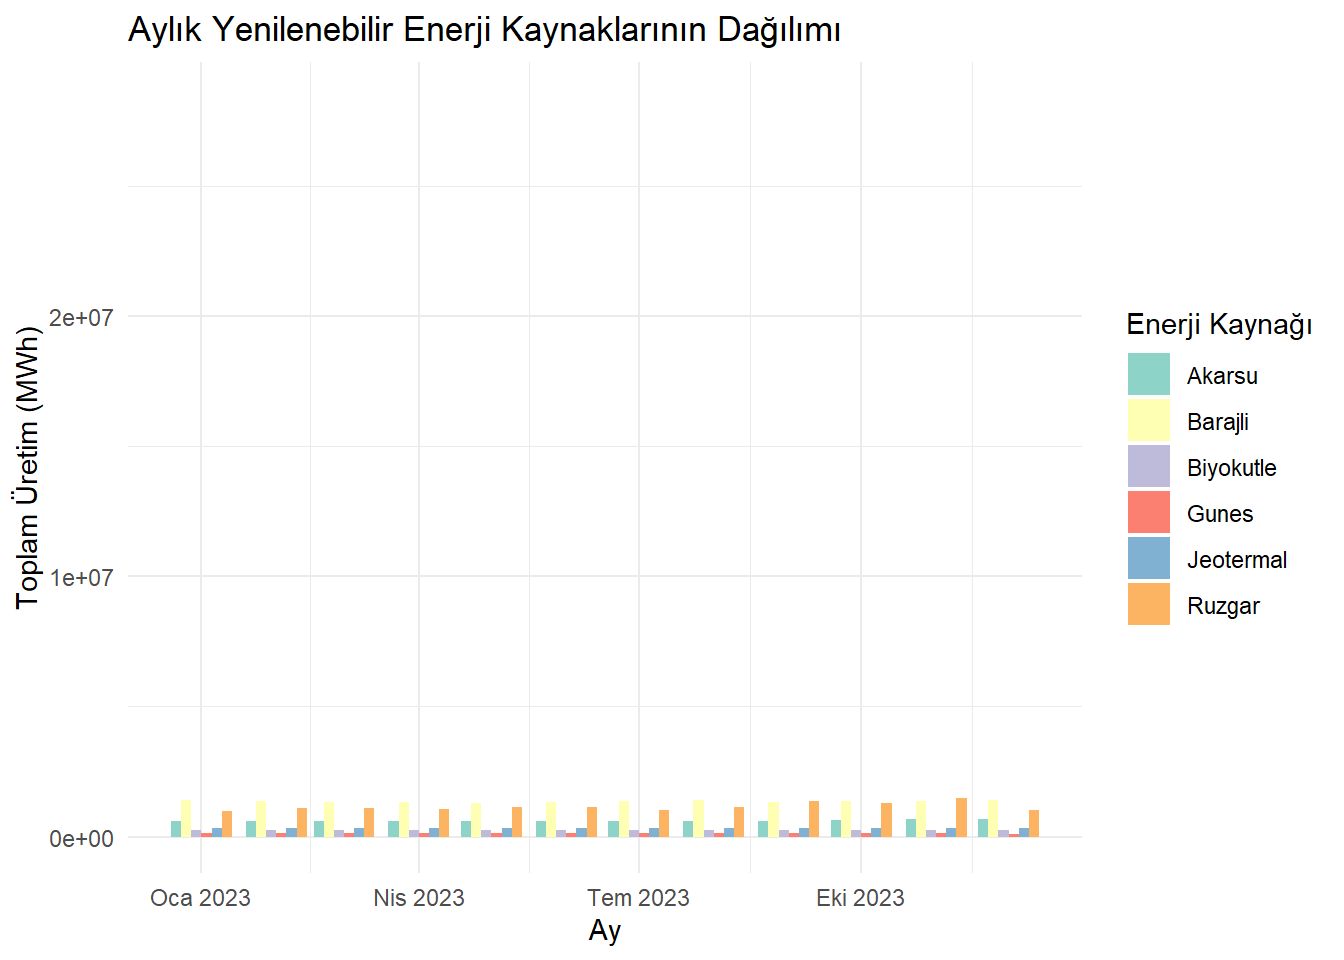 Aylık Yenilenebilir Enerji Kaynaklarının Dağılımı
Toplam Üretim (MWh)
2e+07
1e+07
0e+00
Oca 2023
Nis 2023
Tem 2023
Eki 2023
Ay
Enerji Kaynağı
Akarsu
Barajli
Biyokutle
Gunes
Jeotermal
Ruzgar